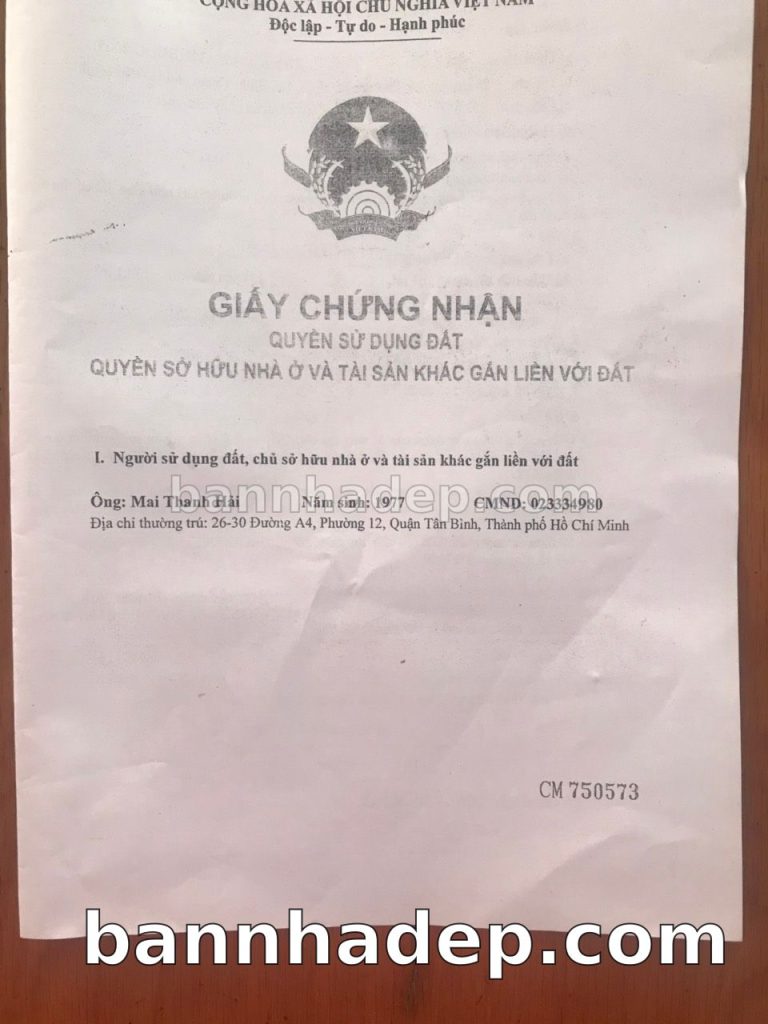 CỘNG HÒA XÃ HỘI CHỦ NGHĨA VIỆT NAM
Độc lập - Tự do - Hạnh phúc
GIẤY CHỨNG NHẬN
QUYỀN SỬ DỤNG ĐẤT
QUYỀN SỞ HỮU NHÀ Ở VÀ TÀI SẢN KHÁC GẮN LIỀN VỚI ĐẤT
I. Người sử dụng đất, chủ sở hữu nhà ở và tài sản khác gắn liền với đất
Ông: Mai Thanh Hải Năm sinh: 1977 CMND: 023334980
bannhadep.com
Địa chỉ thường trú: 26-30 Đường A4, Phường 12, Quận Tân Bình, Thành phố Hồ Chí Minh
CM 750573
bannhadep.com